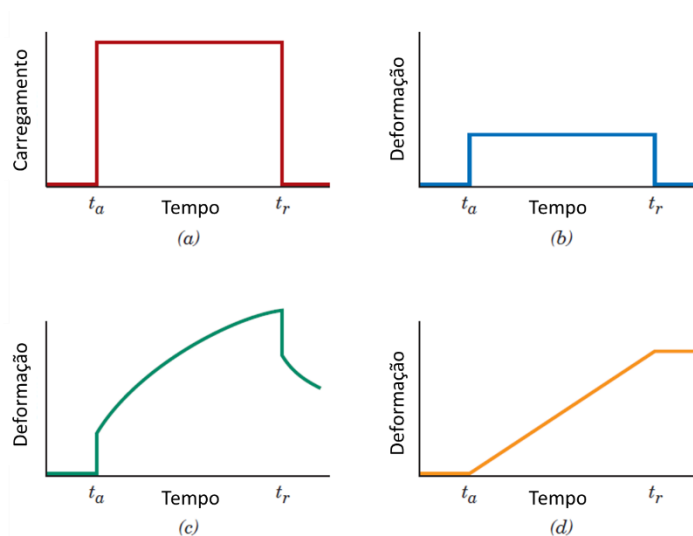 Carregamento
t_a Tempo t_r
(a)
Deformação
t_a Tempo t_r
(b)
Deformação
t_a Tempo t_r
(c)
Deformação
t_a Tempo t_r
(d)